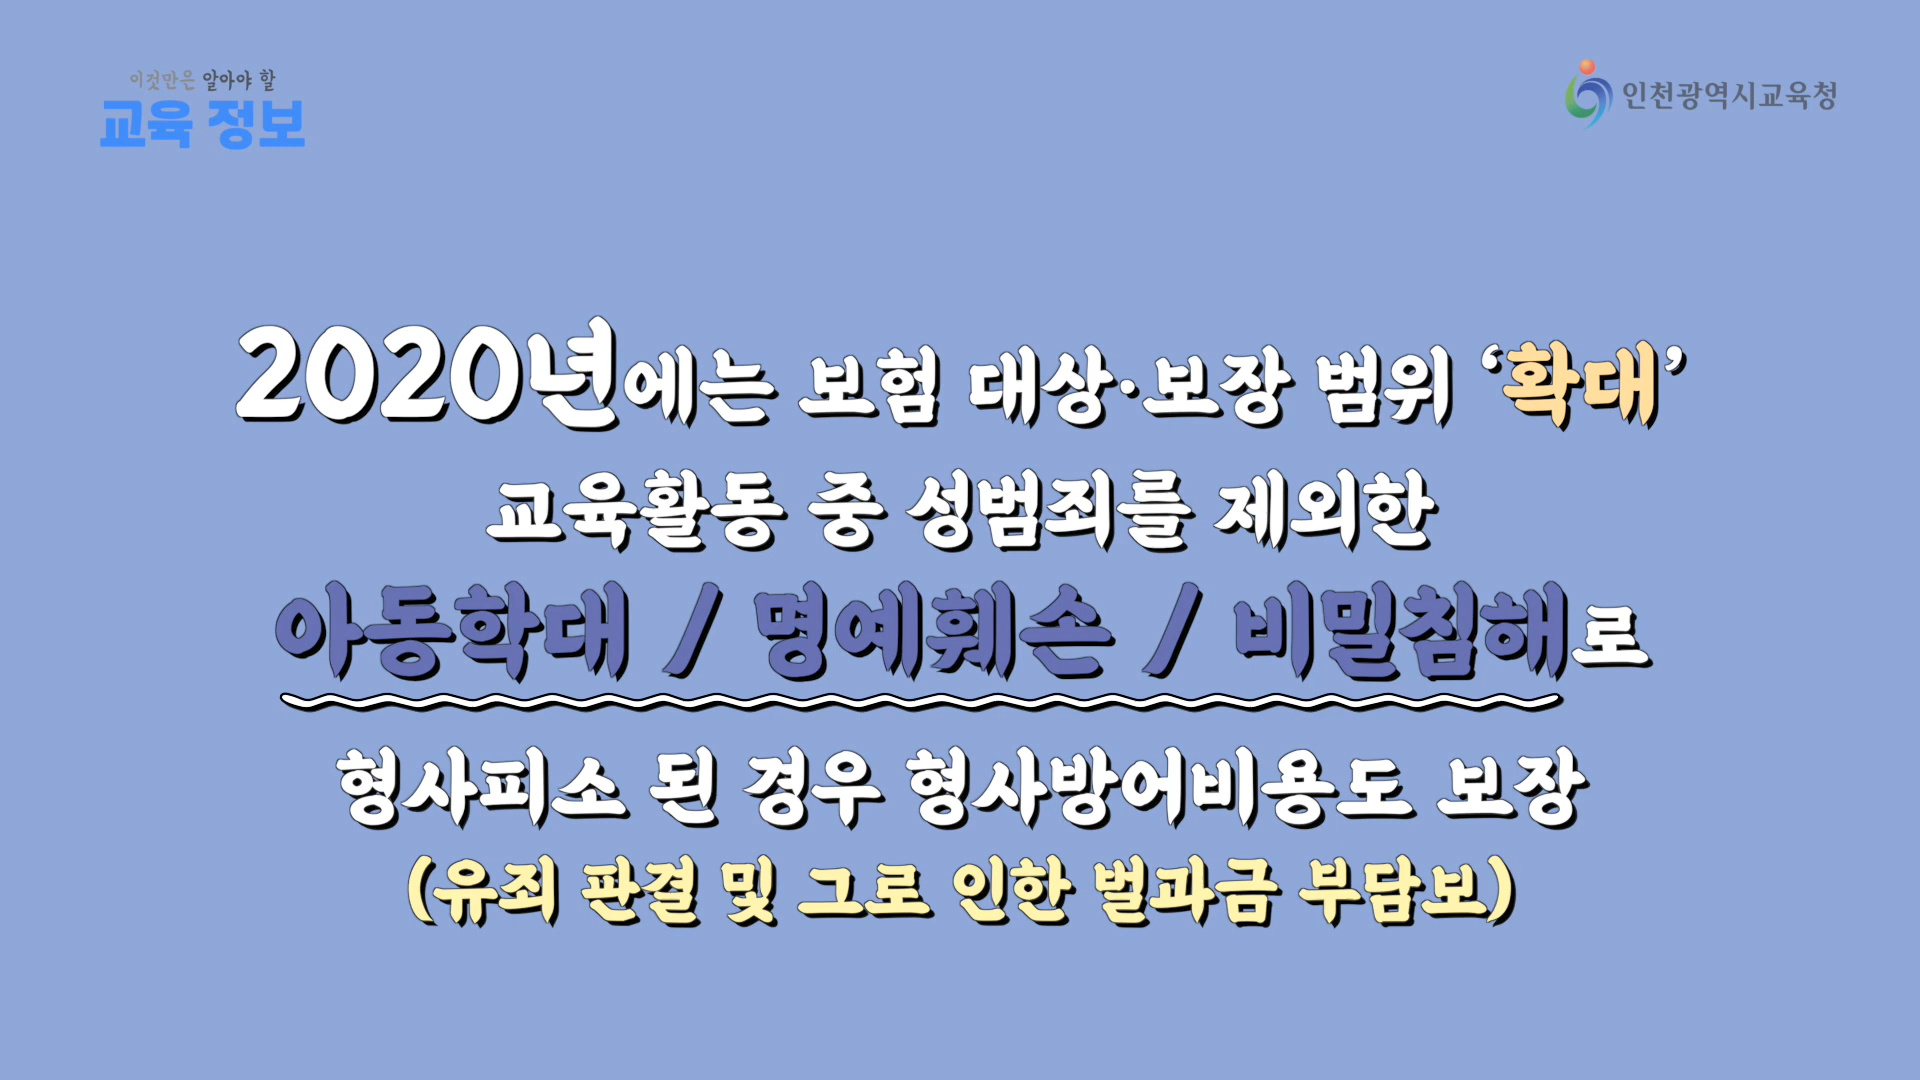 이것만은 알아야 할
교육 정보
인천광역시교육청
2020년에는 보험 대상·보장 범위 ‘확대’
교육활동 중 성범죄를 제외한
아동학대 / 명예훼손 / 비밀침해로
형사피소 된 경우 형사방어비용도 보장
(유죄 판결 및 그로 인한 벌과금 부담보)